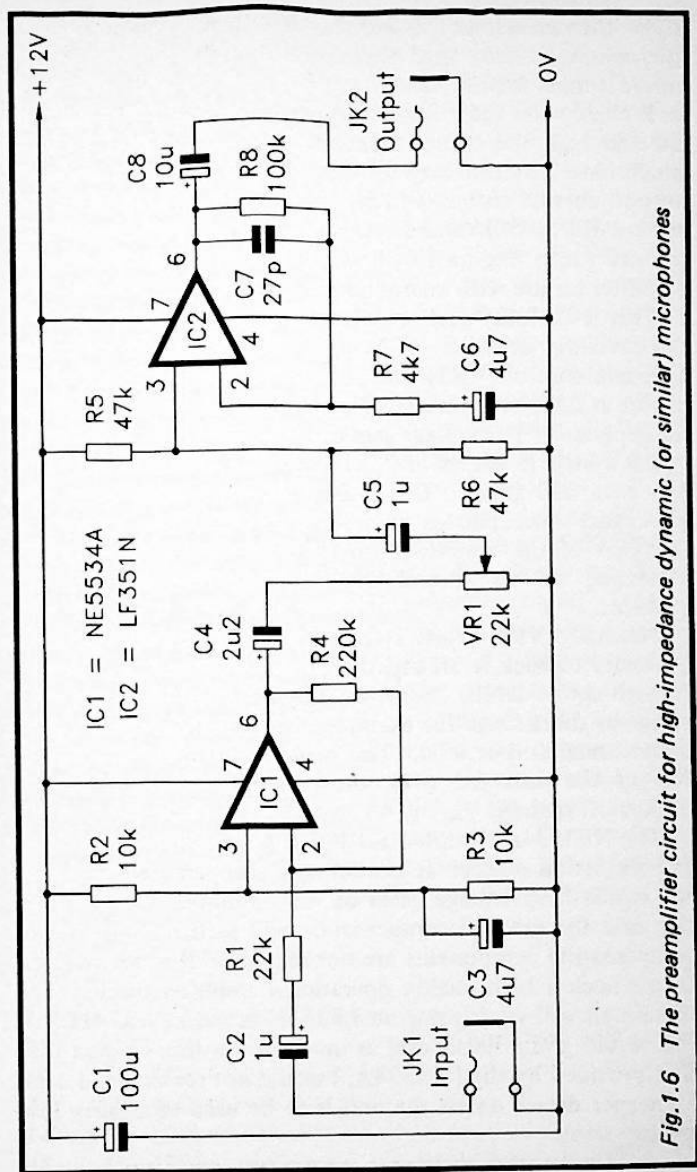 +12V
C1
100u
R2
10k
IC1 = NE5534A
IC2 = LF351N
R5
47k
7
3
IC2
2
4
6
C8
10u
C7
27p
R8
100k
JK2
Output
C4
2u2
7
3
IC1
2
4
6
R4
220k
C5
1u
R7
4k7
C6
4u7
R1
22k
C2
1u
JK1
Input
C3
4u7
R3
10k
VR1
22k
R6
47k
0V
Fig.1.6 The preamplifier circuit for high-impedance dynamic (or similar) microphones